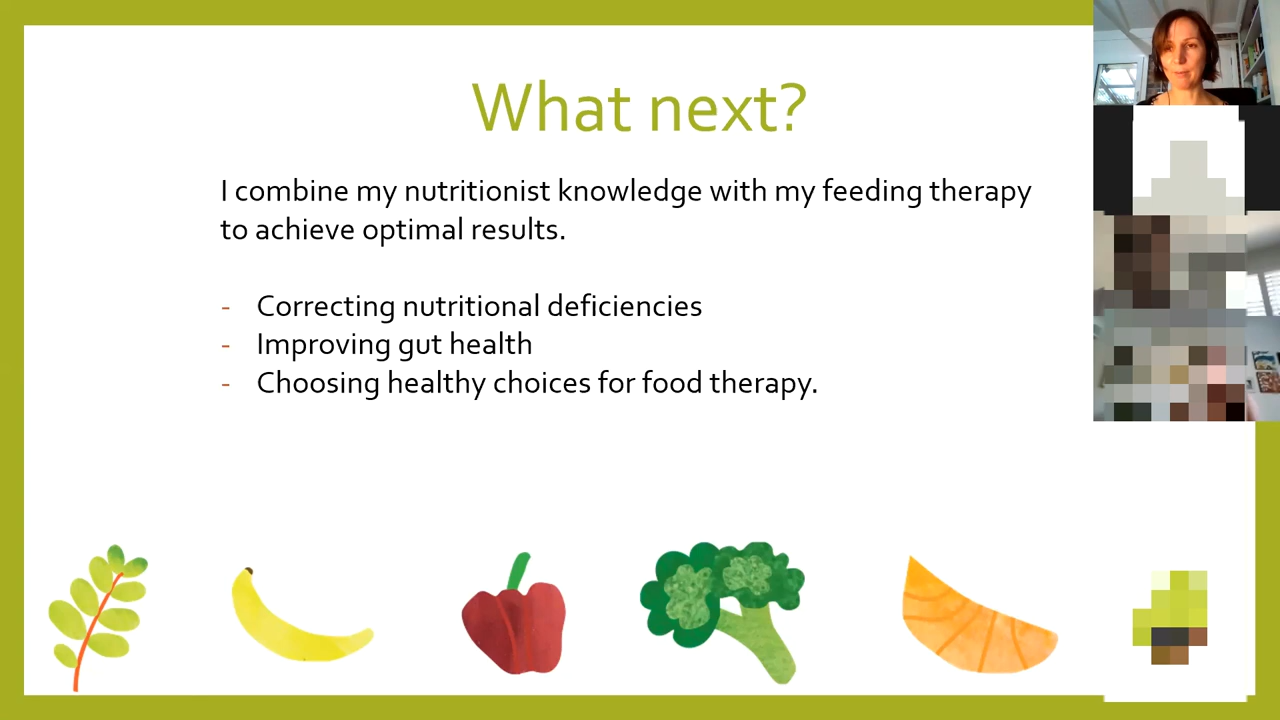 What next?
I combine my nutritionist knowledge with my feeding therapy
to achieve optimal results.
- Correcting nutritional deficiencies
- Improving gut health
- Choosing healthy choices for food therapy.